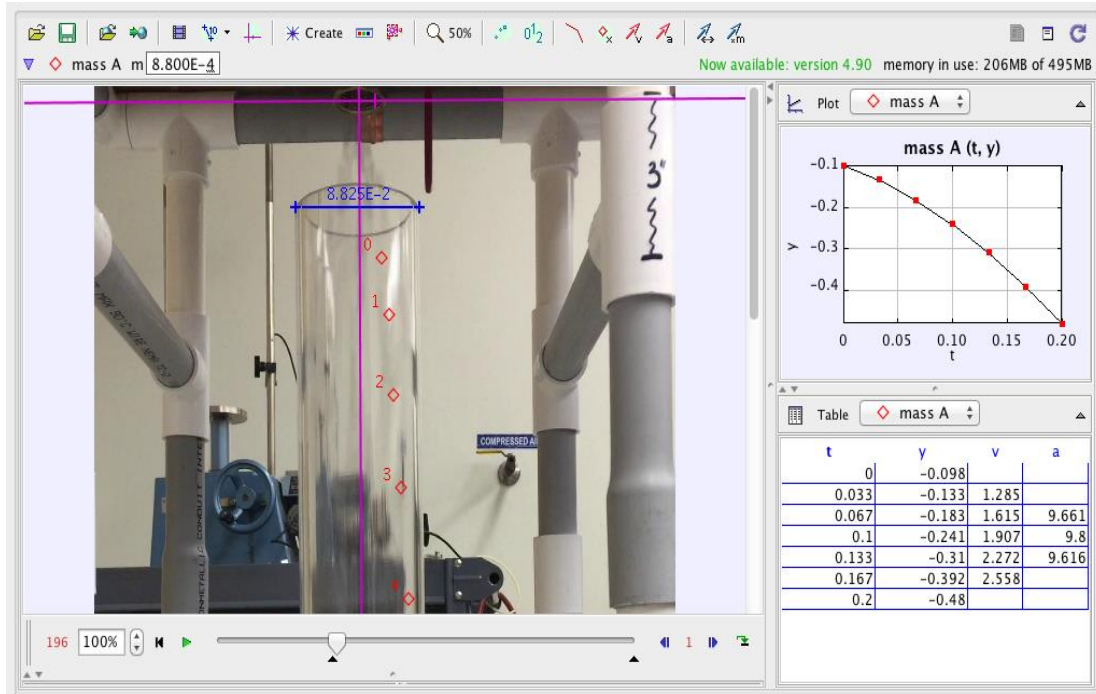 Create 50%
mass A m 8.800E-4 Now available: version 4.90 memory in use: 206MB of 495MB
8.825E-2
3"
0
1
2
3
COMPRESSED AI
196 100% 1
Plot mass A
mass A (t, y)
-0.1
-0.2
-0.3
-0.4
y
0 0.05 0.10 0.15 0.20
t
Table mass A
t y v a
0 -0.098
0.033 -0.133 1.285
0.067 -0.183 1.615 9.661
0.1 -0.241 1.907 9.8
0.133 -0.31 2.272 9.616
0.167 -0.392 2.558
0.2 -0.48